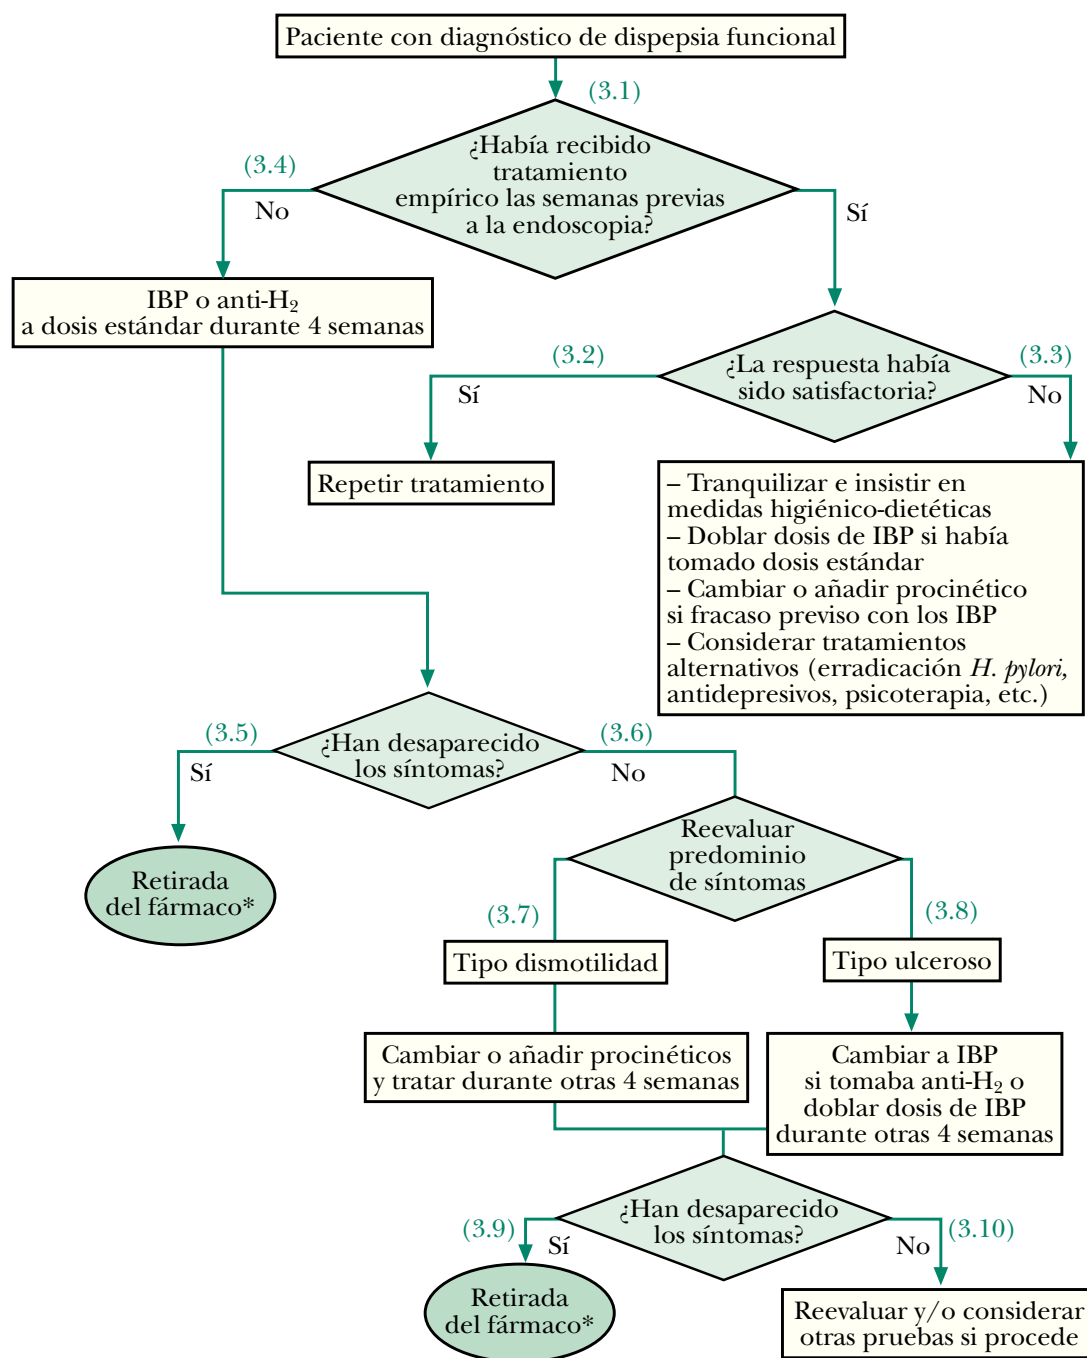 Paciente con diagnóstico de dispepsia funcional
(3.1)
¿Había recibido
tratamiento
empírico las semanas previas
a la endoscopia?
(3.4)
No
Sí
IBP o anti-H₂
a dosis estándar durante 4 semanas
¿La respuesta había
sido satisfactoria?
(3.2)
Sí
(3.3)
No
Repetir tratamiento
– Tranquilizar e insistir en
medidas higiénico-dietéticas
– Doblar dosis de IBP si había
tomado dosis estándar
– Cambiar o añadir procinético
si fracaso previso con los IBP
– Considerar tratamientos
alternativos (erradicación H. pylori,
antidepresivos, psicoterapia, etc.)
¿Han desaparecido
los síntomas?
(3.5)
Sí
(3.6)
No
Retirada
del fármaco*
Reevaluar
predominio
de síntomas
(3.7)
(3.8)
Tipo dismotilidad
Tipo ulceroso
Cambiar o añadir procinéticos
y tratar durante otras 4 semanas
Cambiar a IBP
si tomaba anti-H₂ o
doblar dosis de IBP
durante otras 4 semanas
¿Han desaparecido
los síntomas?
(3.9)
Sí
No
(3.10)
Retirada
del fármaco*
Reevaluar y/o considerar
otras pruebas si procede